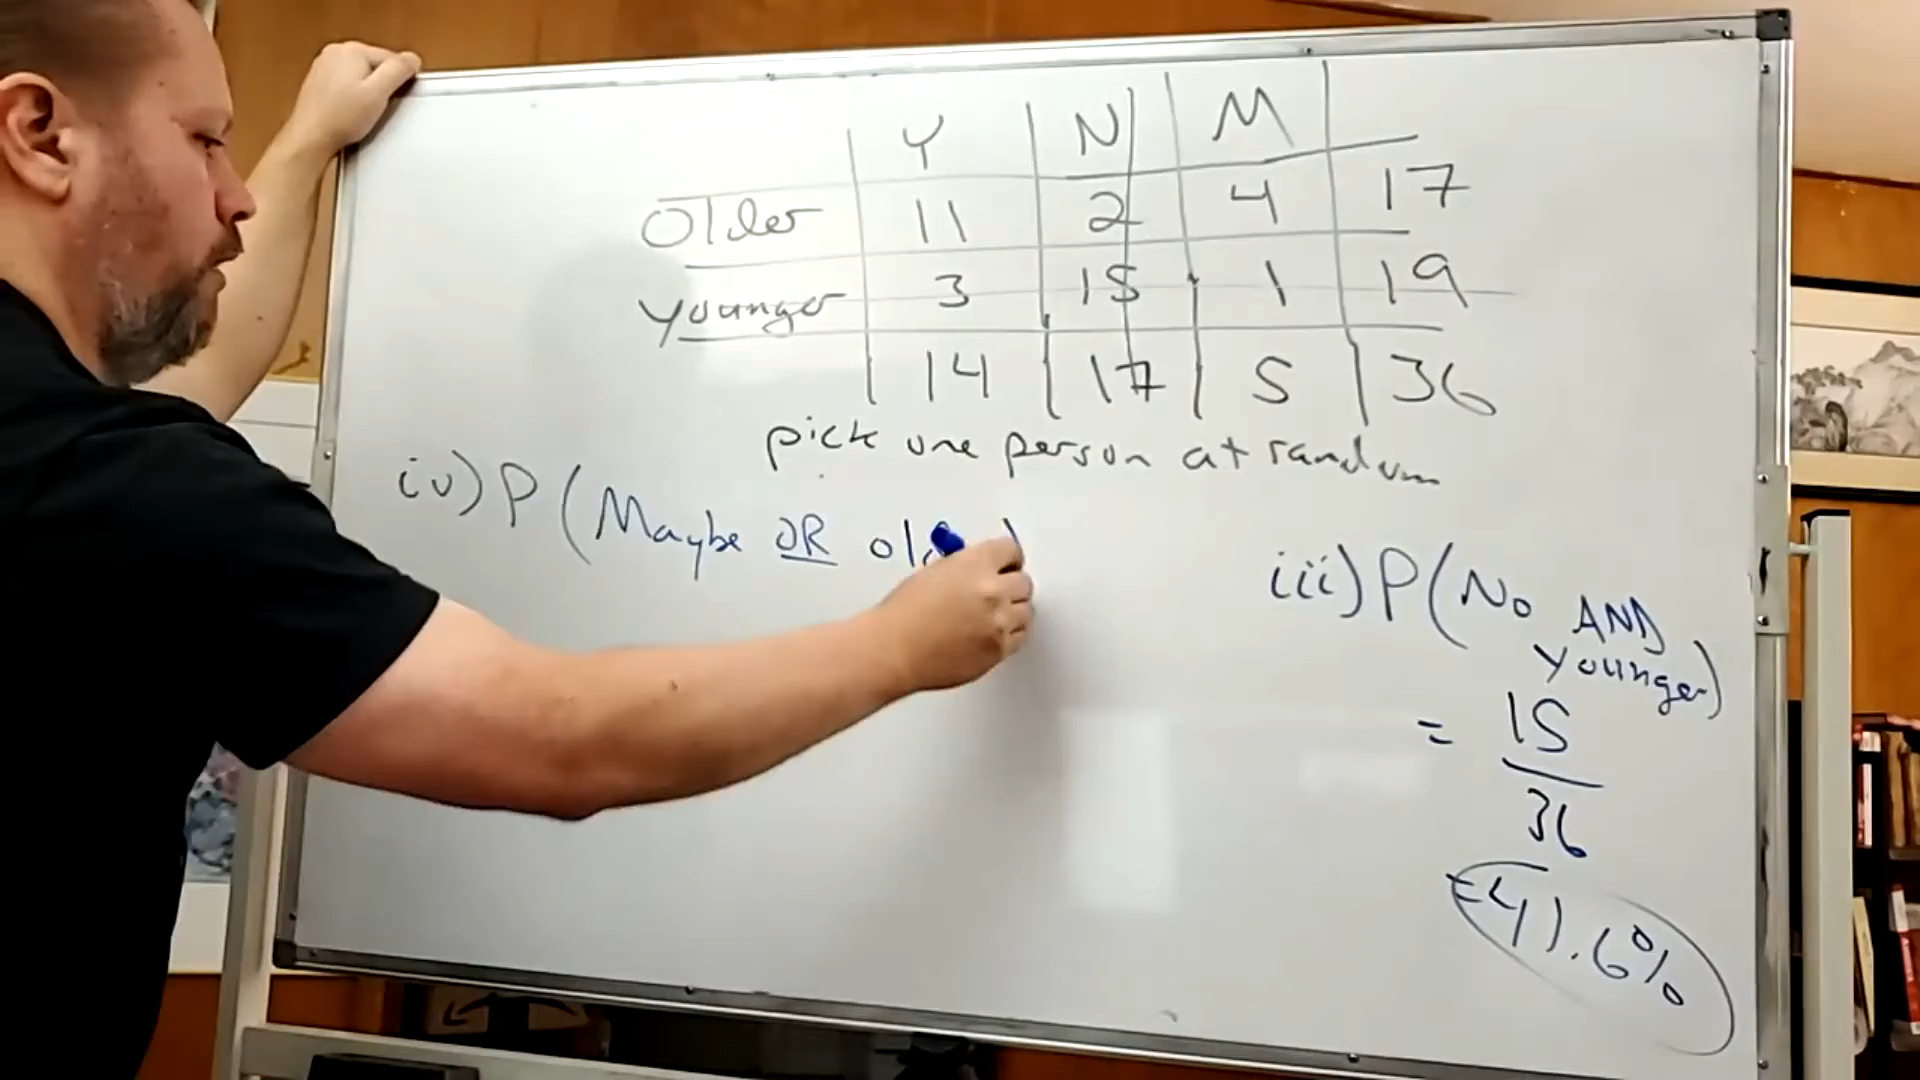 Y N M
Older 11 2 4 17
Younger 3 15 1 19
14 17 5 36
pick one person at random
iv) P(Maybe OR old )
iii) P(No AND
younger)
= 15
36
=41.6%